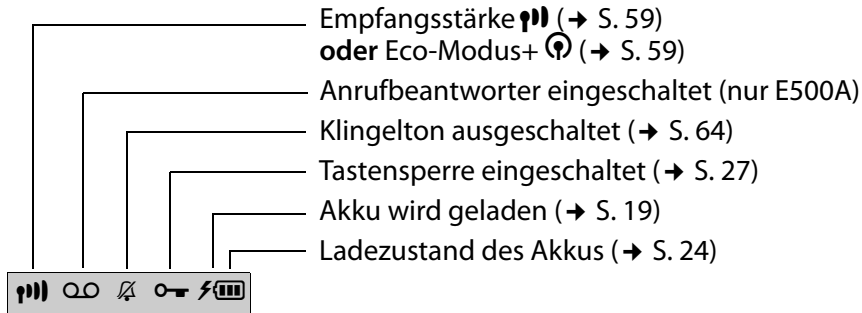 Empfangsstärke (➔ S. 59)
oder Eco-Modus+ (➔ S. 59)
Anrufbeantworter eingeschaltet (nur E500A)
Klingelton ausgeschaltet (➔ S. 64)
Tastensperre eingeschaltet (➔ S. 27)
Akku wird geladen (➔ S. 19)
Ladezustand des Akkus (➔ S. 24)